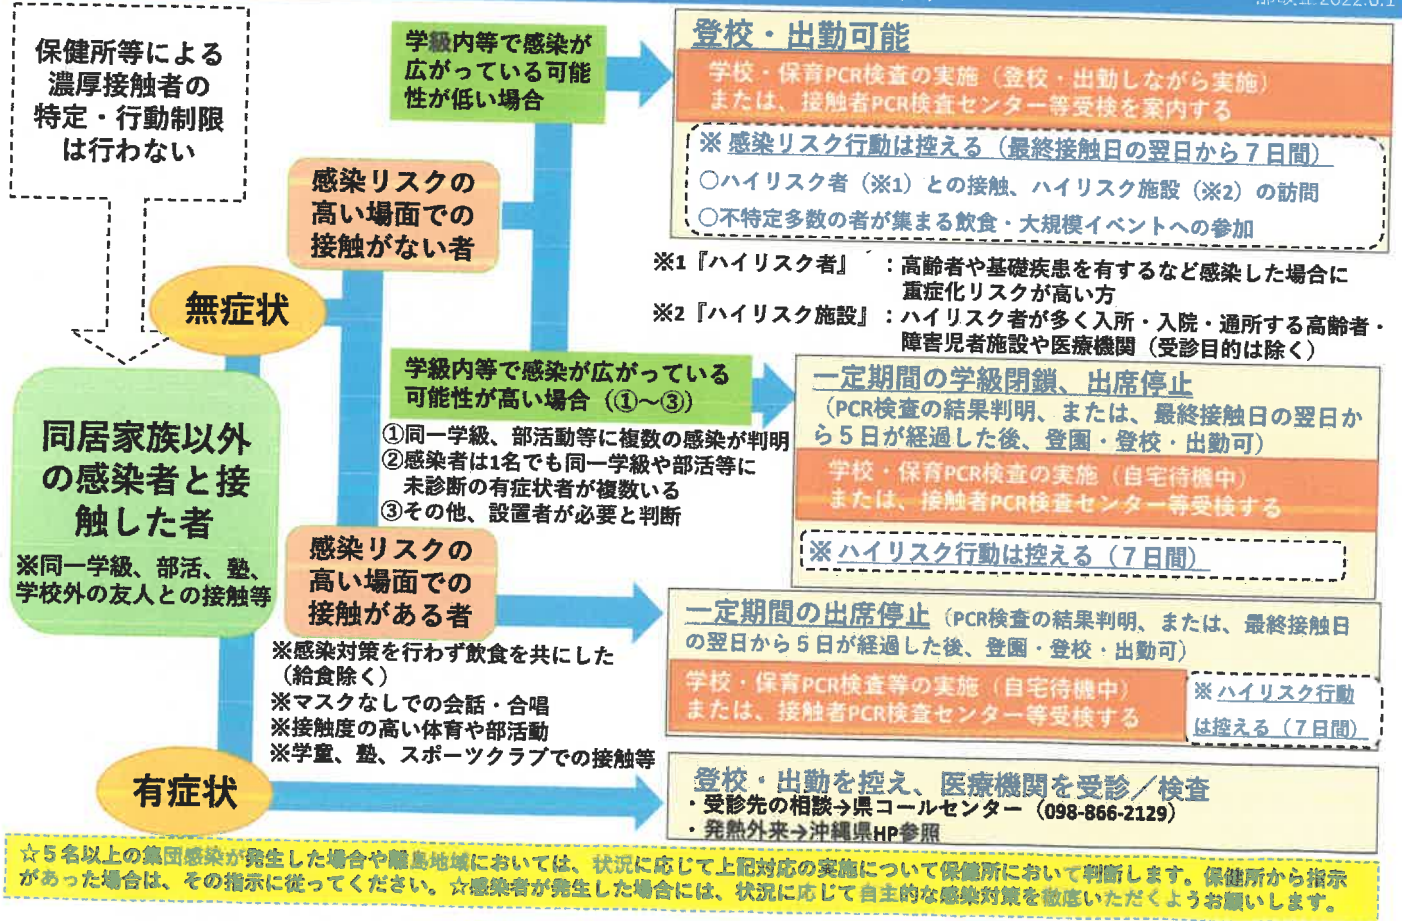 部改正2022.6.1
保健所等による
濃厚接触者の
特定・行動制限
は行わない
学級内等で感染が
広がっている可能
性が低い場合
登校・出勤可能
学校・保育PCR検査の実施（登校・出勤しながら実施）
または、接触者PCR検査センター等受検を案内する
※ 感染リスク行動は控える（最終接触日の翌日から７日間）
○ハイリスク者（※1）との接触、ハイリスク施設（※2）の訪問
○不特定多数の者が集まる飲食・大規模イベントへの参加
※1『ハイリスク者』 ：高齢者や基礎疾患を有するなど感染した場合に
重症化リスクが高い方
※2『ハイリスク施設』：ハイリスク者が多く入所・入院・通所する高齢者・
障害児者施設や医療機関（受診目的は除く）
感染リスクの
高い場面での
接触がない者
無症状
学級内等で感染が広がっている
可能性が高い場合（①～③）
①同一学級、部活動等に複数の感染が判明
②感染者は1名でも同一学級や部活等に
未診断の有症状者が複数いる
③その他、設置者が必要と判断
一定期間の学級閉鎖、出席停止
（PCR検査の結果判明、または、最終接触日の翌日か
ら５日が経過した後、登園・登校・出勤可）
学校・保育PCR検査の実施（自宅待機中）
または、接触者PCR検査センター等受検する
※ ハイリスク行動は控える（７日間）
同居家族以外
の感染者と接
触した者
※同一学級、部活、塾、
学校外の友人との接触等
感染リスクの
高い場面での
接触がある者
※感染対策を行わず飲食を共にした
（給食除く）
※マスクなしでの会話・合唱
※接触度の高い体育や部活動
※学童、塾、スポーツクラブでの接触等
一定期間の出席停止（PCR検査の結果判明、または、最終接触日
の翌日から５日が経過した後、登園・登校・出勤可）
学校・保育PCR検査等の実施（自宅待機中）
または、接触者PCR検査センター等受検する
※ ハイリスク行動
は控える（７日間）
有症状
登校・出勤を控え、医療機関を受診／検査
・受診先の相談→県コールセンター（098-866-2129）
・発熱外来→沖縄県HP参照
☆５名以上の集団感染が発生した場合や離島地域においては、状況に応じて上記対応の実施について保健所において判断します。保健所から指示
があった場合は、その指示に従ってください。☆感染者が発生した場合には、状況に応じて自主的な感染対策を徹底いただくようお願いします。